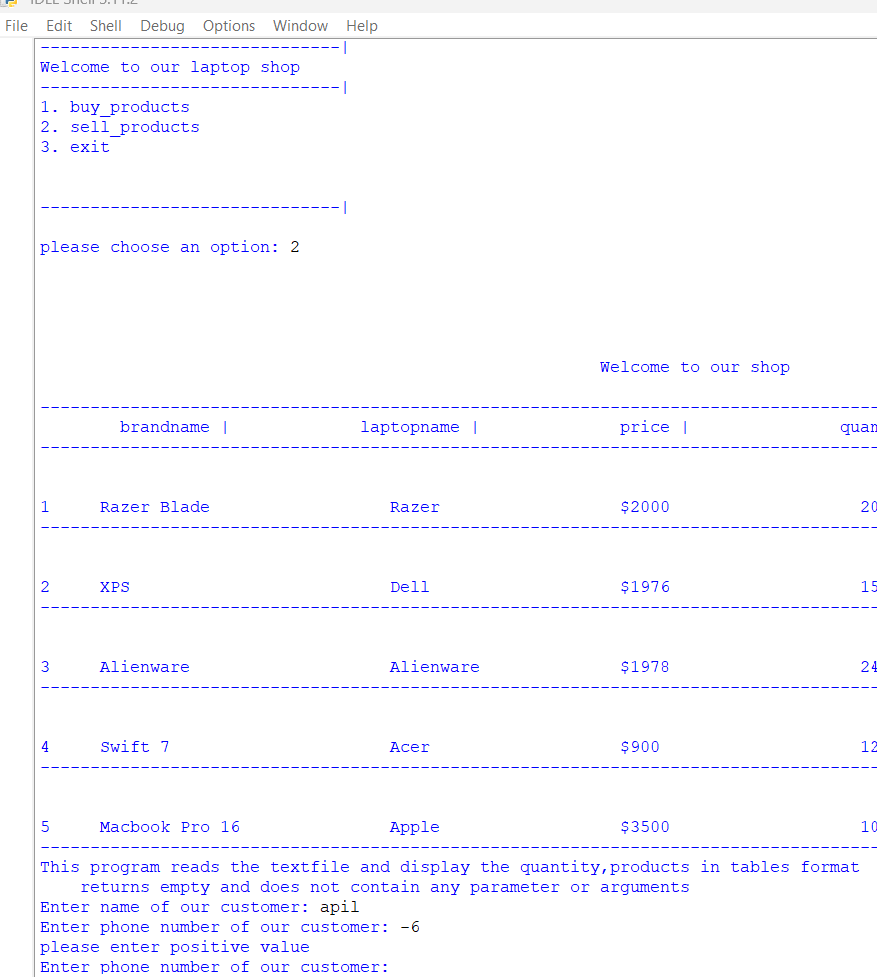 IDLE Shell 3.11.2
File Edit Shell Debug Options Window Help
------------------------------|
Welcome to our laptop shop
------------------------------|
1. buy_products
2. sell_products
3. exit
------------------------------|
please choose an option: 2
Welcome to our shop
------------------------------------------------------------------------------------
brandname | laptopname | price | quan
------------------------------------------------------------------------------------
1 Razer Blade Razer $2000 20
------------------------------------------------------------------------------------
2 XPS Dell $1976 15
------------------------------------------------------------------------------------
3 Alienware Alienware $1978 24
------------------------------------------------------------------------------------
4 Swift 7 Acer $900 12
------------------------------------------------------------------------------------
5 Macbook Pro 16 Apple $3500 10
------------------------------------------------------------------------------------
This program reads the textfile and display the quantity,products in tables format
returns empty and does not contain any parameter or arguments
Enter name of our customer: apil
Enter phone number of our customer: -6
please enter positive value
Enter phone number of our customer: